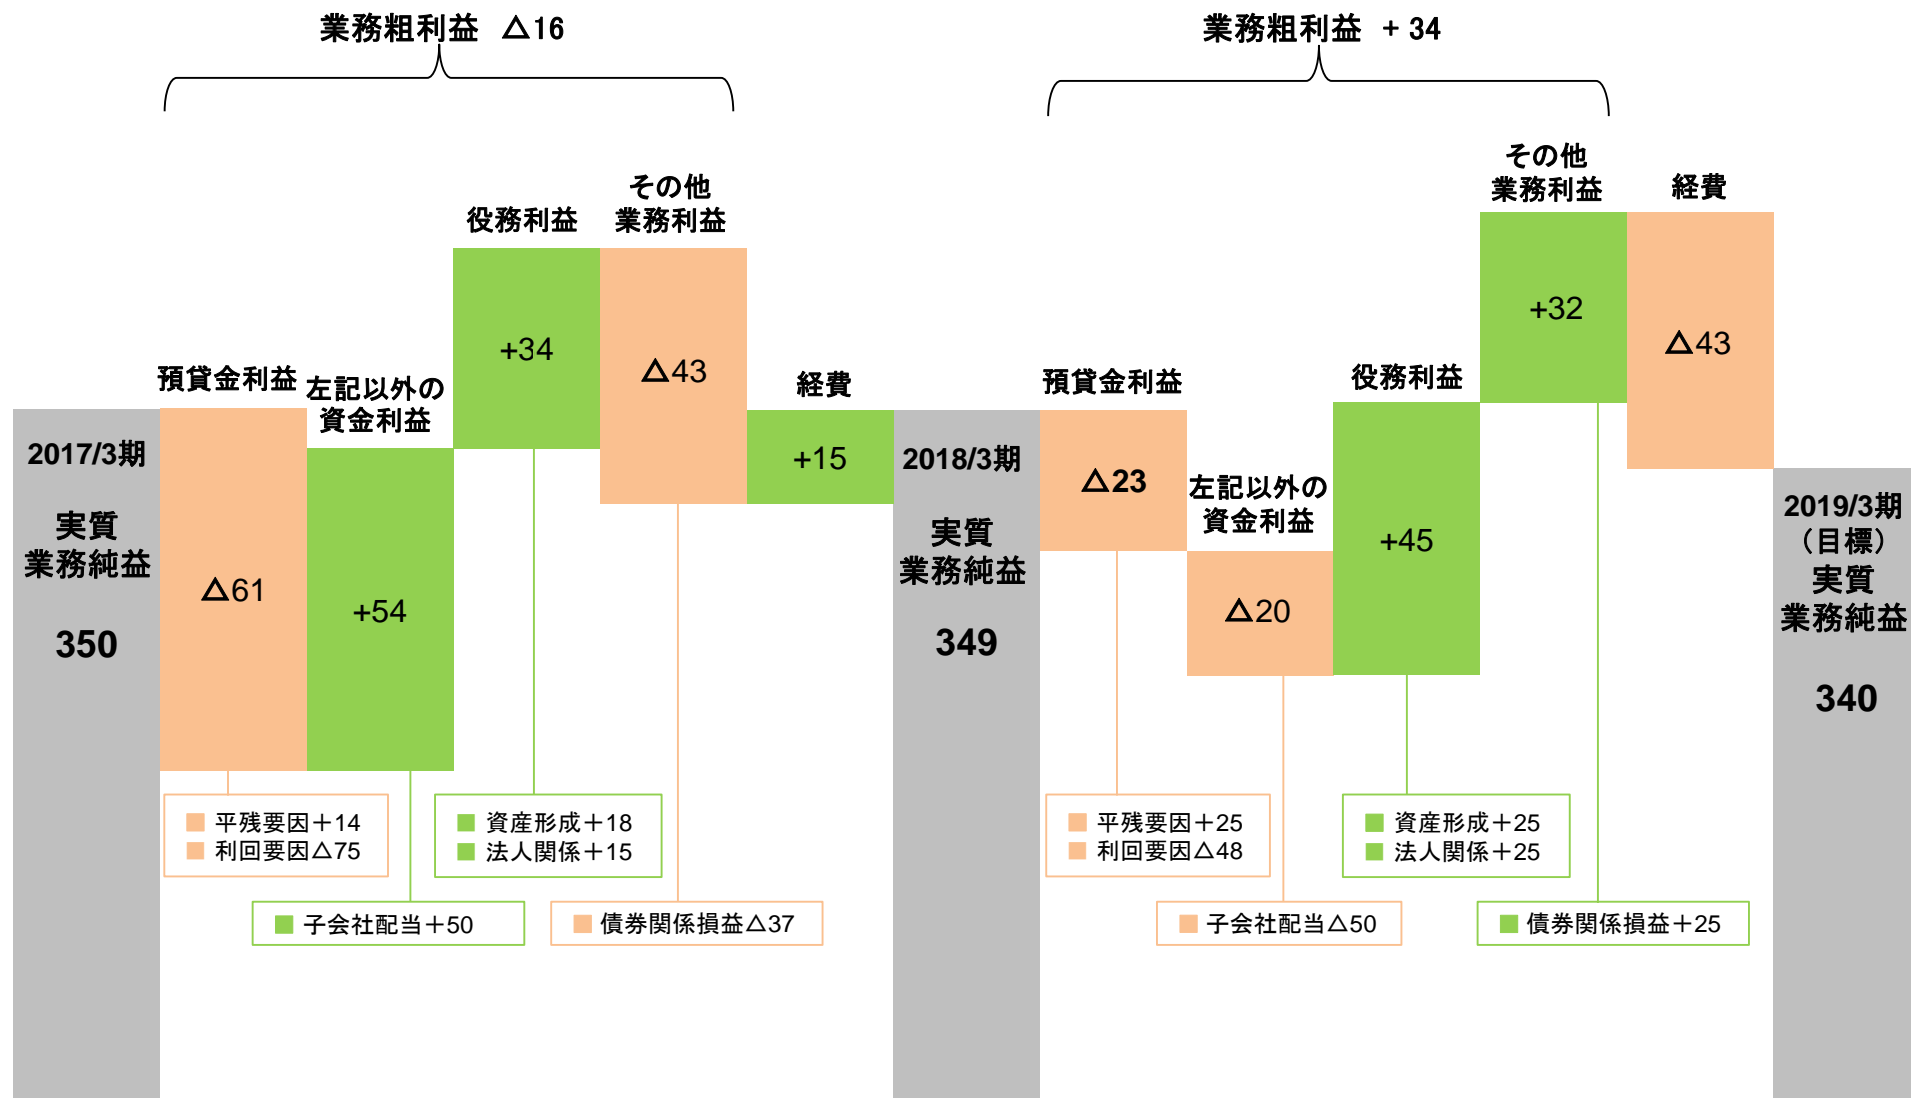 業務粗利益 △16
業務粗利益 + 34
その他
業務利益
経費
その他
業務利益
役務利益
+32
△43
+34
△43
預貸金利益
左記以外の
資金利益
経費
預貸金利益
役務利益
2017/3期
実質
業務純益
350
△61
+54
+15
2018/3期
実質
業務純益
349
△23
左記以外の
資金利益
△20
+45
2019/3期
（目標）
実質
業務純益
340
平残要因＋14
利回要因△75
資産形成＋18
法人関係＋15
平残要因＋25
利回要因△48
資産形成＋25
法人関係＋25
子会社配当＋50
債券関係損益△37
子会社配当△50
債券関係損益＋25